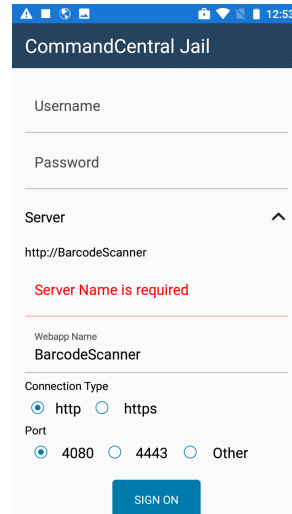 12:53
CommandCentral Jail
Username
Password
Server
http://BarcodeScanner
Server Name is required
Webapp Name
BarcodeScanner
Connection Type
http https
Port
4080 4443 Other
SIGN ON